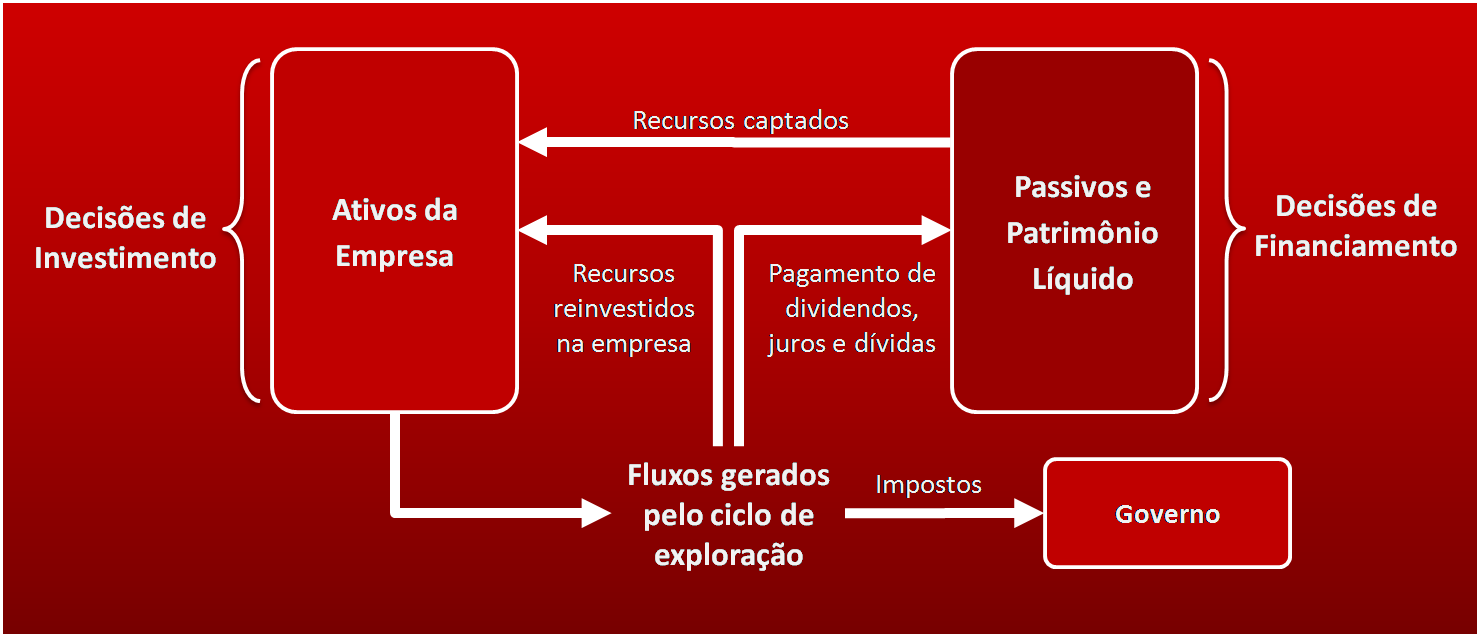 Recursos captados
Decisões de
Investimento
Ativos da
Empresa
Passivos e
Patrimônio
Líquido
Decisões de
Financiamento
Recursos
reinvestidos
na empresa
Pagamento de
dividendos,
juros e dívidas
Fluxos gerados
pelo ciclo de
exploração
Impostos
Governo